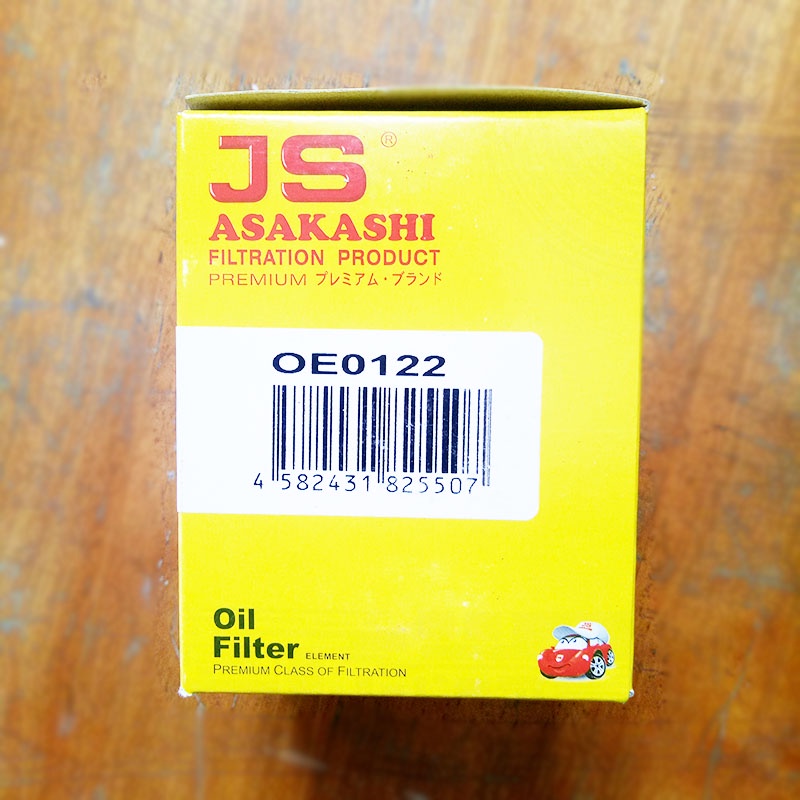 JS ®
ASAKASHI
FILTRATION PRODUCT
PREMIUM プレミアム・ブランド
OE0122
4 582431 825507
Oil
Filter ELEMENT
PREMIUM CLASS OF FILTRATION